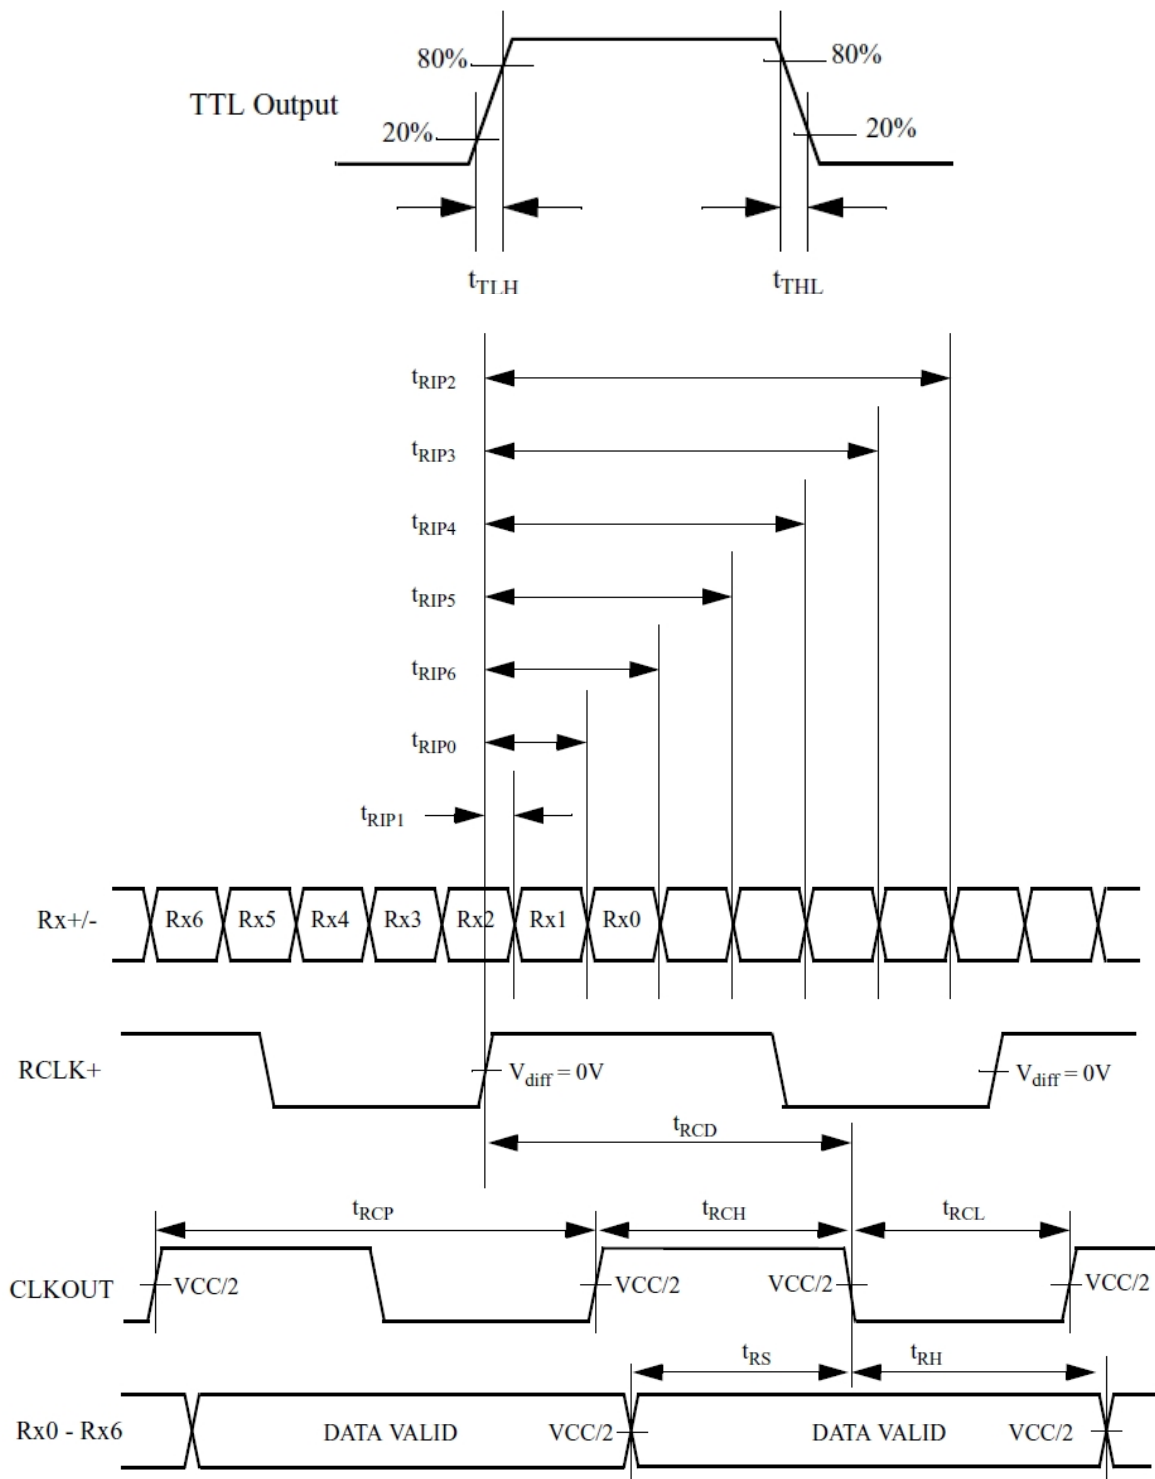 80%
80%
TTL Output
20%
20%
tTLH
tTHL
tRIP2
tRIP3
tRIP4
tRIP5
tRIP6
tRIP0
tRIP1
Rx+/-
Rx6 Rx5 Rx4 Rx3 Rx2 Rx1 Rx0
RCLK+
Vdiff = 0V
Vdiff = 0V
tRCD
tRCP
tRCH
tRCL
CLKOUT
VCC/2
VCC/2
VCC/2
VCC/2
tRS
tRH
Rx0 - Rx6
DATA VALID
VCC/2
DATA VALID
VCC/2